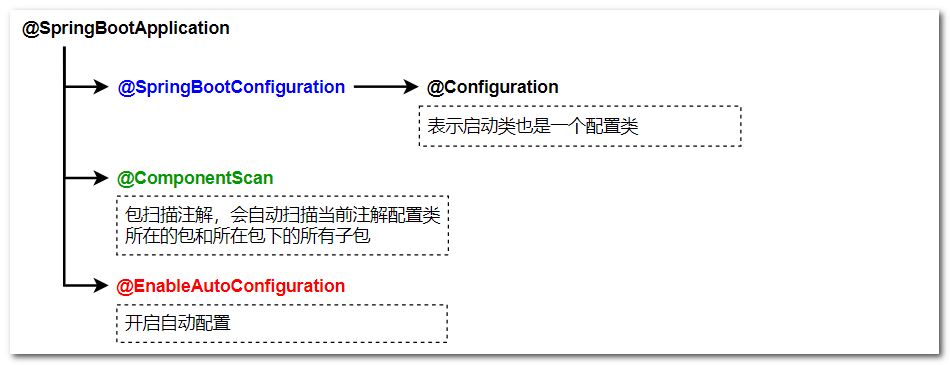 @SpringBootApplication
@SpringBootConfiguration
@Configuration
表示启动类也是一个配置类
@ComponentScan
包扫描注解，会自动扫描当前注解配置类
所在的包和所在包下的所有子包
@EnableAutoConfiguration
开启自动配置